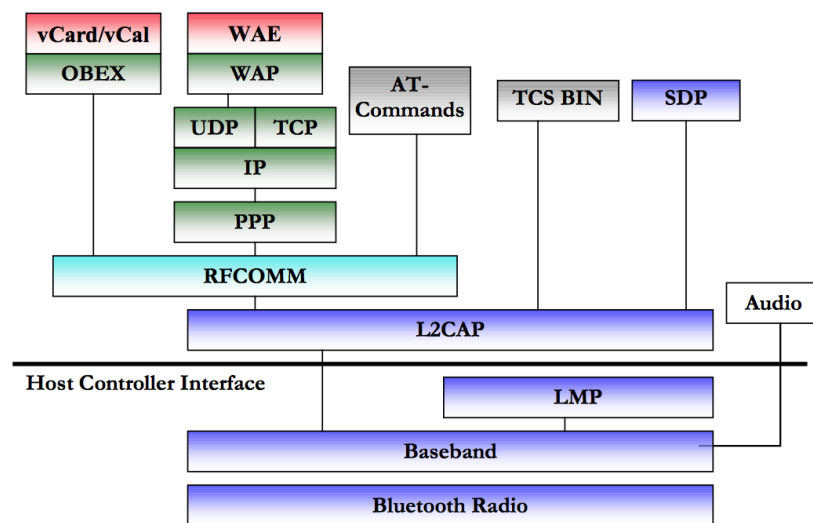 vCard/vCal
WAE
OBEX
WAP
AT-
Commands
TCS BIN
SDP
UDP
TCP
IP
PPP
RFCOMM
Audio
L2CAP
Host Controller Interface
LMP
Baseband
Bluetooth Radio